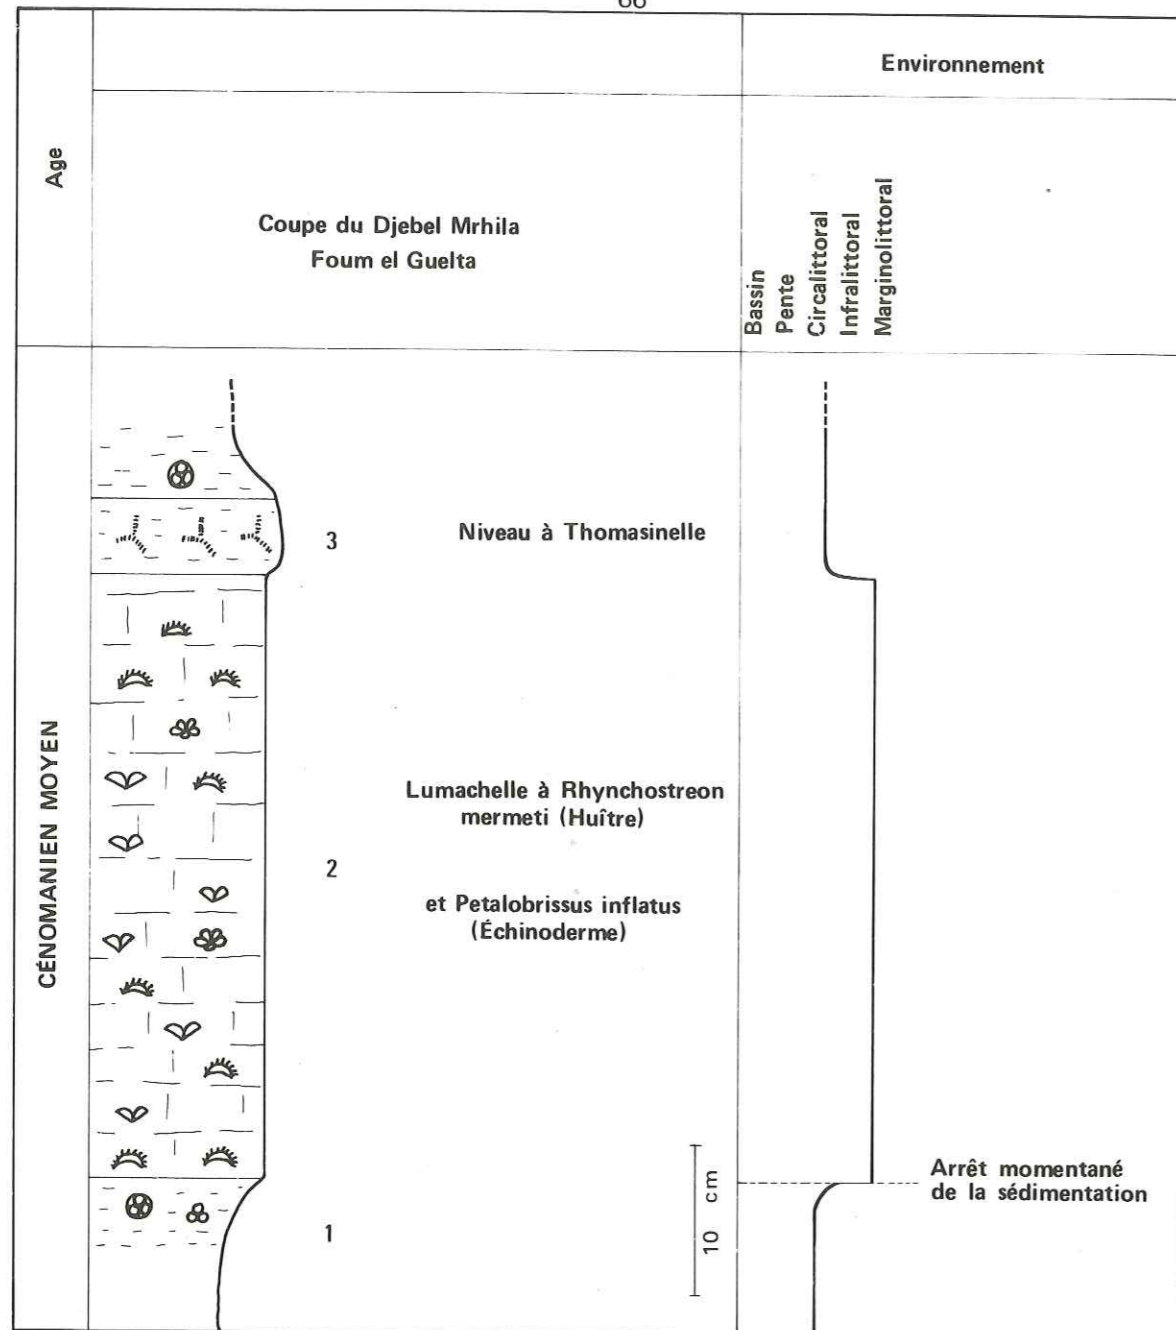 Environnement
Age
Coupe du Djebel Mrhila
Foum el Guelta
Bassin
Pente
Circalittoral
Infralittoral
Marginolittoral
CÉNOMANIEN MOYEN
3
Niveau à Thomasinelle
Lumachelle à Rhynchostreon
mermeti (Huître)
2
et Petalobrissus inflatus
(Échinoderme)
1
10 cm
Arrêt momentané
de la sédimentation